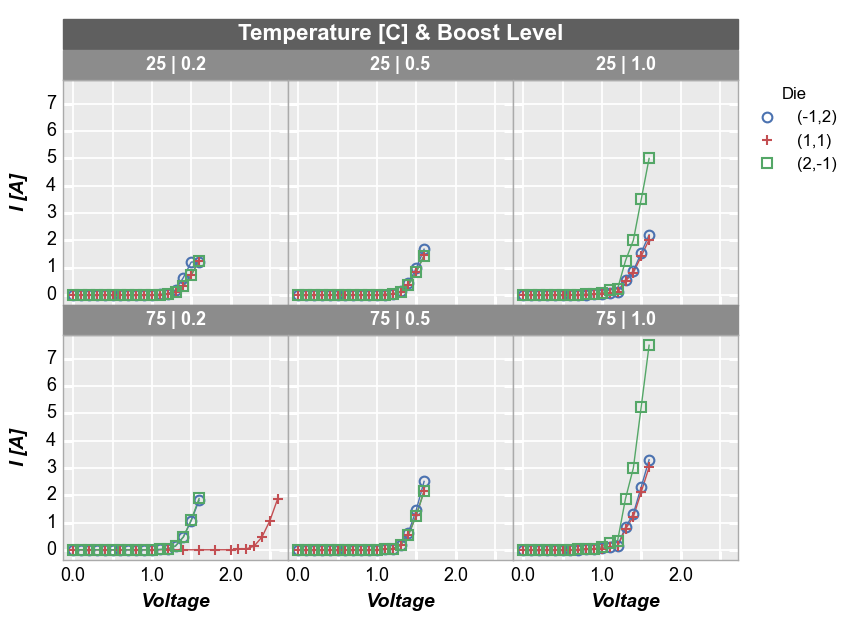 Temperature [C] & Boost Level
25 | 0.2
25 | 0.5
25 | 1.0
Die
(-1,2)
(1,1)
(2,-1)
I [A]
7
6
5
4
3
2
1
0
75 | 0.2
75 | 0.5
75 | 1.0
I [A]
7
6
5
4
3
2
1
0
0.0 1.0 2.0 0.0 1.0 2.0 0.0 1.0 2.0
Voltage Voltage Voltage